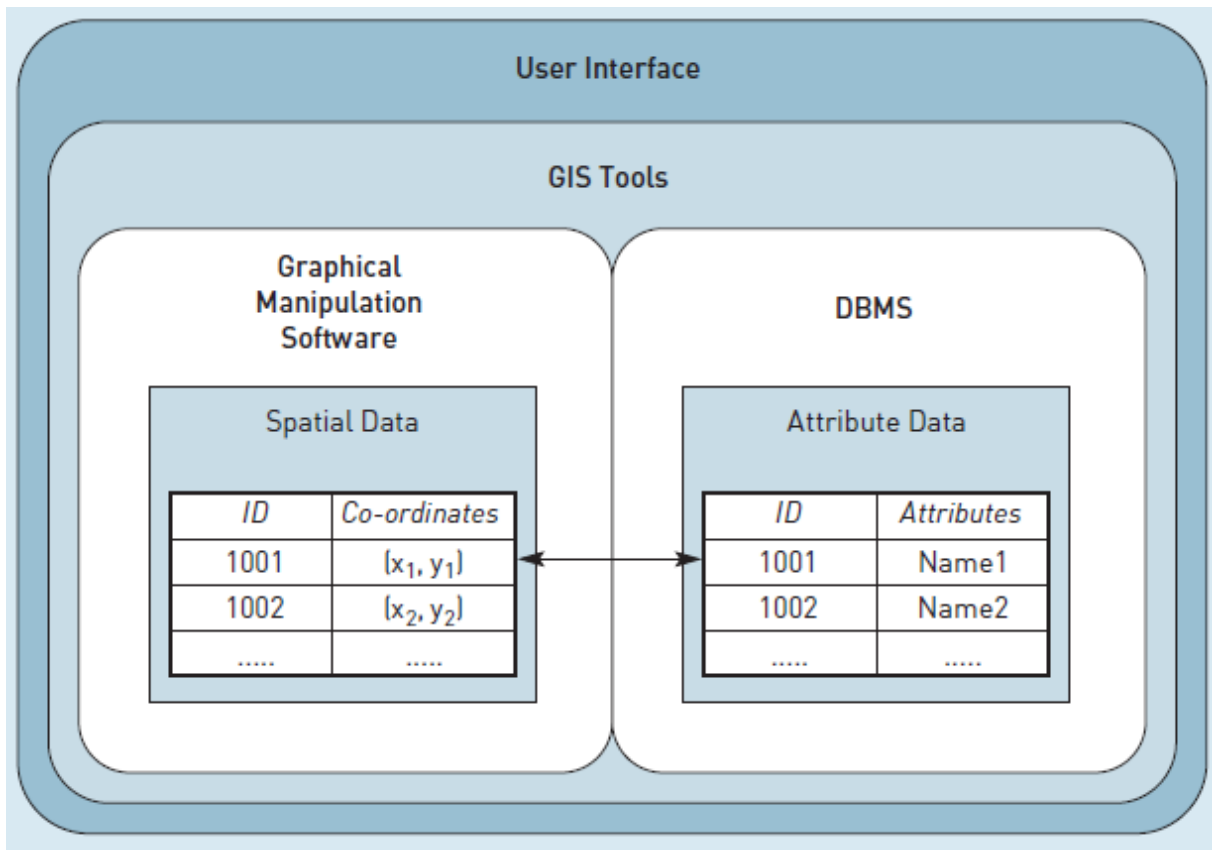 User Interface
GIS Tools
Graphical
Manipulation
Software
DBMS
Spatial Data
ID Co-ordinates
1001 (x₁, y₁)
1002 (x₂, y₂)
..... .....
Attribute Data
ID Attributes
1001 Name1
1002 Name2
..... .....